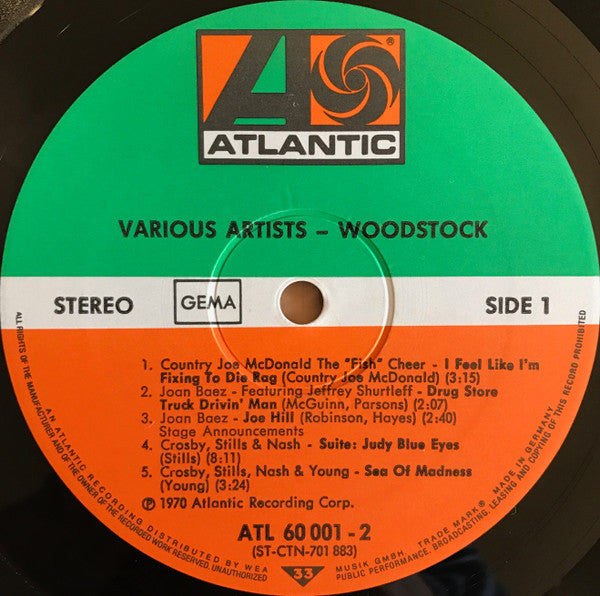 ATLANTIC
VARIOUS ARTISTS – WOODSTOCK
STEREO
GEMA
SIDE 1
1. Country Joe McDonald The "Fish" Cheer - I Feel Like I'm
Fixing To Die Rag (Country Joe McDonald) (3:15)
2. Joan Baez - Featuring Jeffrey Shurtleff - Drug Store
Truck Drivin' Man (McGuinn, Parsons) (2:07)
3. Joan Baez - Joe Hill (Robinson, Hayes) (2:40)
Stage Announcements
4. Crosby, Stills & Nash - Suite: Judy Blue Eyes
(Stills) (8:11)
5. Crosby, Stills, Nash & Young - Sea Of Madness
(Young) (3:24)
℗ 1970 Atlantic Recording Corp.
ATL 60 001 - 2
(ST-CTN-701 883)
33
ALL RIGHTS OF THE MANUFACTURER AND OF THE OWNER OF THE RECORDED WORK RESERVED. UNAUTHORIZED
PUBLIC PERFORMANCE, BROADCASTING, LEASING AND COPYING OF THIS RECORD PROHIBITED
AN ATLANTIC RECORDING DISTRIBUTED BY WEA
MUSIK GMBH. TRADE MARK® MADE IN GERMANY